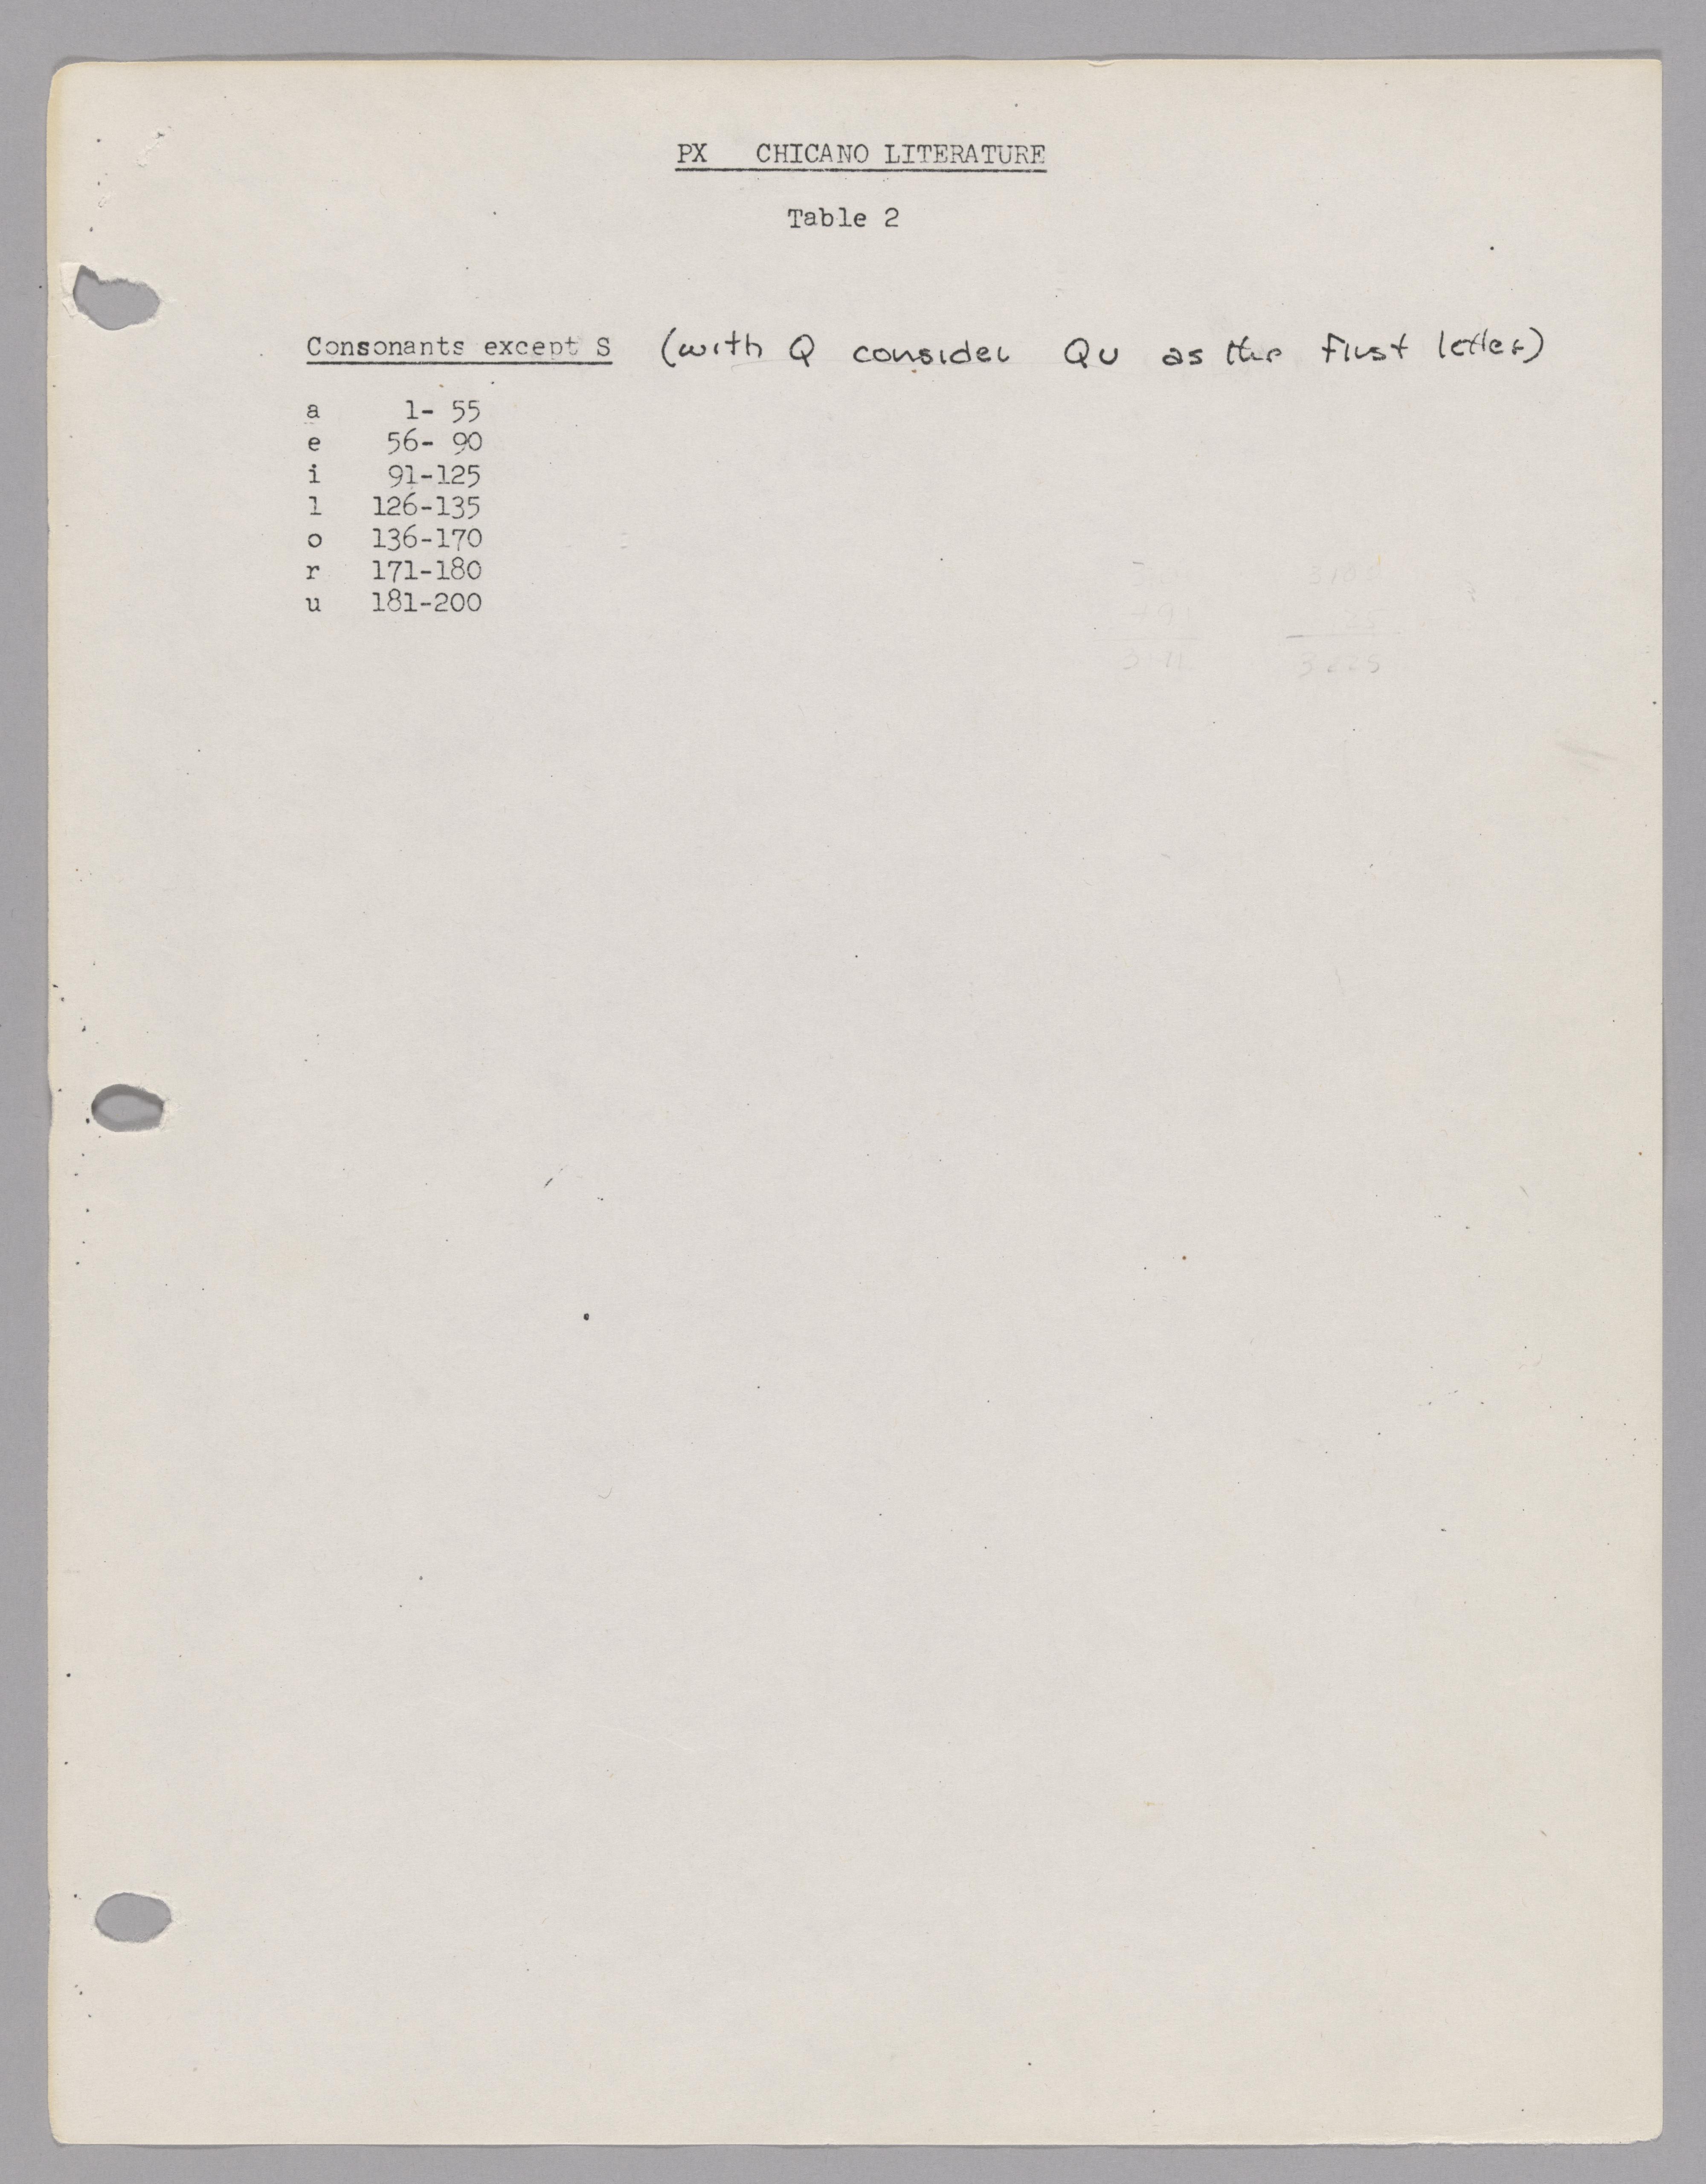 PX CHICANO LITERATURE
Table 2
Consonants except S (with Q consider Qu as the first letter)
a 1- 55
e 56- 90
i 91-125
l 126-135
o 136-170
r 171-180
u 181-200